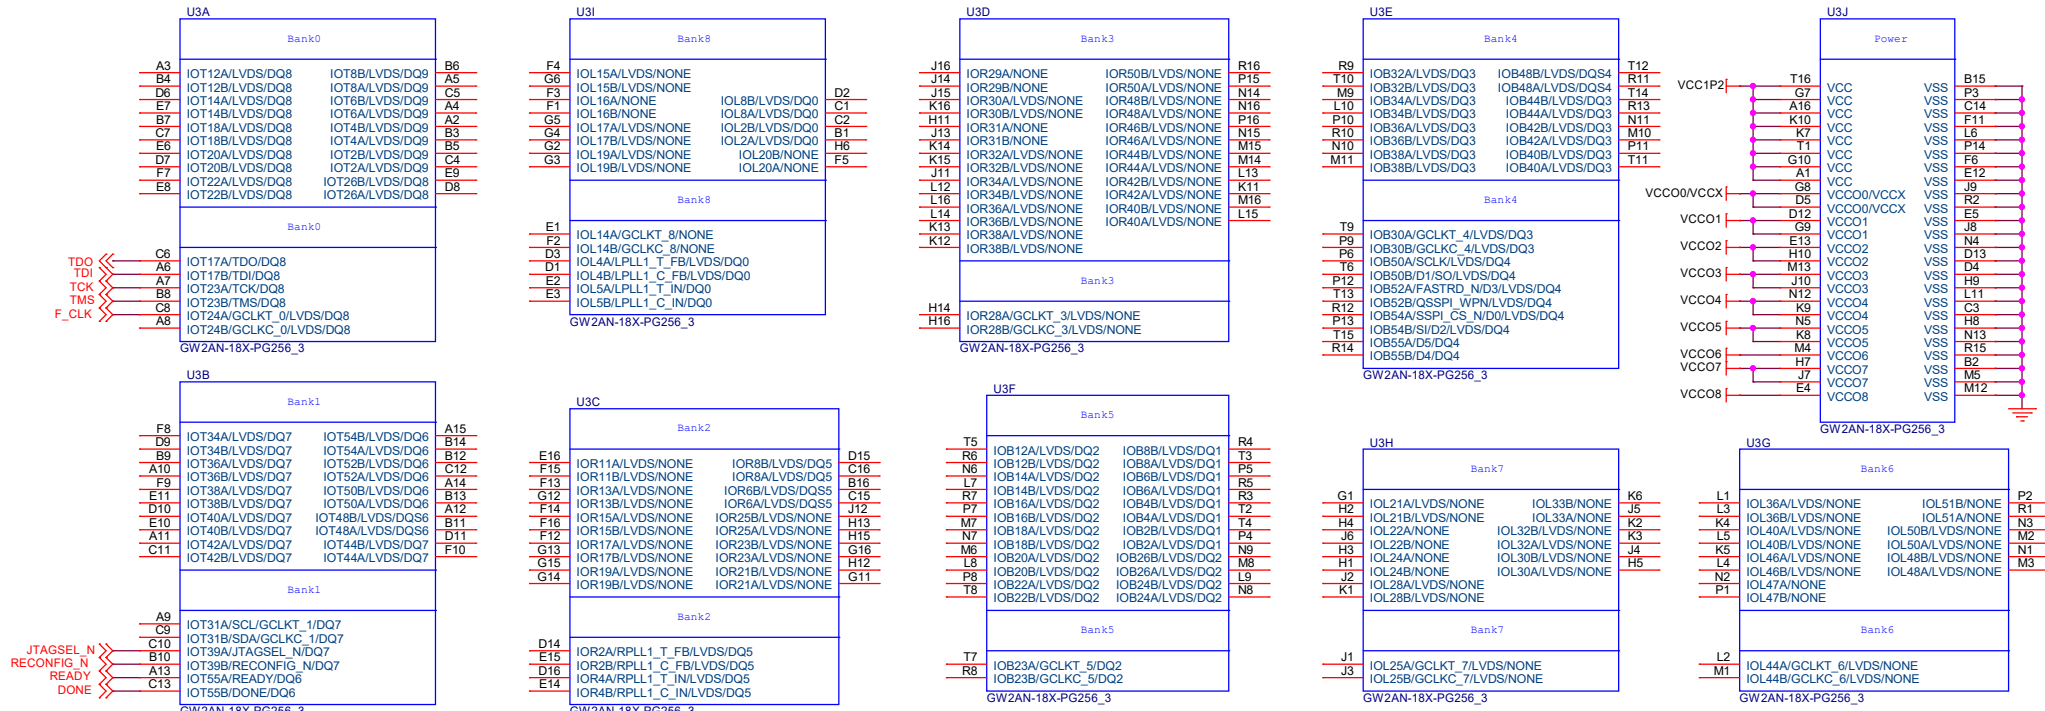 U3A
Bank0
A3 IOT12A/LVDS/DQ8 IOT8B/LVDS/DQ9 B6
B4 IOT12B/LVDS/DQ8 IOT8A/LVDS/DQ9 A5
D6 IOT14A/LVDS/DQ8 IOT6B/LVDS/DQ9 C5
E7 IOT14B/LVDS/DQ8 IOT6A/LVDS/DQ9 A4
B7 IOT18A/LVDS/DQ8 IOT4B/LVDS/DQ9 A2
C7 IOT18B/LVDS/DQ8 IOT4A/LVDS/DQ9 B3
E6 IOT20A/LVDS/DQ8 IOT2B/LVDS/DQ9 B5
D7 IOT20B/LVDS/DQ8 IOT2A/LVDS/DQ9 C4
F7 IOT22A/LVDS/DQ8 IOT26B/LVDS/DQ8 E9
E8 IOT22B/LVDS/DQ8 IOT26A/LVDS/DQ8 D8
Bank0
TDO C6 IOT17A/TDO/DQ8
TDI A6 IOT17B/TDI/DQ8
TCK A7 IOT23A/TCK/DQ8
TMS B8 IOT23B/TMS/DQ8
F_CLK C8 IOT24A/GCLKT_0/LVDS/DQ8
A8 IOT24B/GCLKC_0/LVDS/DQ8
GW2AN-18X-PG256_3
U3I
Bank8
F4 IOL15A/LVDS/NONE
G6 IOL15B/LVDS/NONE
F3 IOL16A/NONE IOL8B/LVDS/DQ0 D2
F1 IOL16B/NONE IOL8A/LVDS/DQ0 C1
G5 IOL17A/LVDS/NONE IOL2B/LVDS/DQ0 C2
G4 IOL17B/LVDS/NONE IOL2A/LVDS/DQ0 B1
G2 IOL19A/LVDS/NONE IOL20B/NONE H6
G3 IOL19B/LVDS/NONE IOL20A/NONE F5
Bank8
E1 IOL14A/GCLKT_8/NONE
F2 IOL14B/GCLKC_8/NONE
D3 IOL4A/LPLL1_T_FB/LVDS/DQ0
D1 IOL4B/LPLL1_C_FB/LVDS/DQ0
E2 IOL5A/LPLL1_T_IN/DQ0
E3 IOL5B/LPLL1_C_IN/DQ0
GW2AN-18X-PG256_3
U3D
Bank3
J16 IOR29A/NONE IOR50B/LVDS/NONE R16
J14 IOR29B/NONE IOR50A/LVDS/NONE P15
J15 IOR30A/LVDS/NONE IOR48B/LVDS/NONE N14
K16 IOR30B/LVDS/NONE IOR48A/LVDS/NONE N16
H11 IOR31A/NONE IOR46B/LVDS/NONE P16
J13 IOR31B/NONE IOR46A/LVDS/NONE N15
K14 IOR32A/LVDS/NONE IOR44B/LVDS/NONE M15
K15 IOR32B/LVDS/NONE IOR44A/LVDS/NONE M14
J11 IOR34A/LVDS/NONE IOR42B/LVDS/NONE L13
L12 IOR34B/LVDS/NONE IOR42A/LVDS/NONE K11
L16 IOR36A/LVDS/NONE IOR40B/LVDS/NONE M16
L14 IOR36B/LVDS/NONE IOR40A/LVDS/NONE L15
K13 IOR38A/LVDS/NONE
K12 IOR38B/LVDS/NONE
Bank3
H14 IOR28A/GCLKT_3/LVDS/NONE
H16 IOR28B/GCLKC_3/LVDS/NONE
GW2AN-18X-PG256_3
U3E
Bank4
R9 IOB32A/LVDS/DQ3 IOB48B/LVDS/DQS4 T12
T10 IOB32B/LVDS/DQ3 IOB48A/LVDS/DQS4 R11
M9 IOB34A/LVDS/DQ3 IOB44B/LVDS/DQ3 T14
L10 IOB34B/LVDS/DQ3 IOB44A/LVDS/DQ3 R13
P10 IOB36A/LVDS/DQ3 IOB42B/LVDS/DQ3 N11
R10 IOB36B/LVDS/DQ3 IOB42A/LVDS/DQ3 M10
N10 IOB38A/LVDS/DQ3 IOB40B/LVDS/DQ3 P11
M11 IOB38B/LVDS/DQ3 IOB40A/LVDS/DQ3 T11
Bank4
T9 IOB30A/GCLKT_4/LVDS/DQ3
P9 IOB30B/GCLKC_4/LVDS/DQ3
P6 IOB50A/SCLK/LVDS/DQ4
T6 IOB50B/D1/SO/LVDS/DQ4
P12 IOB52A/FASTRD_N/D3/LVDS/DQ4
T13 IOB52B/QSSPI_WPN/LVDS/DQ4
R12 IOB54A/SSPI_CS_N/D0/LVDS/DQ4
P13 IOB54B/SI/D2/LVDS/DQ4
T15 IOB55A/D5/DQ4
R14 IOB55B/D4/DQ4
GW2AN-18X-PG256_3
U3J
Power
VCC1P2 T16 VCC VSS B15
G7 VCC VSS P3
A16 VCC VSS C14
K10 VCC VSS F11
K7 VCC VSS L6
T1 VCC VSS P14
G10 VCC VSS F6
A1 VCC VSS E12
VCCO0/VCCX G8 VCCO0/VCCX VSS J9
D5 VCCO0/VCCX VSS R2
VCCO1 D12 VCCO1 VSS E5
G9 VCCO1 VSS J8
VCCO2 E13 VCCO2 VSS N4
H10 VCCO2 VSS D13
VCCO3 M13 VCCO3 VSS D4
J10 VCCO3 VSS H9
VCCO4 N12 VCCO4 VSS L11
K9 VCCO4 VSS C3
VCCO5 N5 VCCO5 VSS H8
K8 VCCO5 VSS N13
VCCO6 M4 VCCO6 VSS R15
VCCO7 H7 VCCO7 VSS B2
J7 VCCO7 VSS M5
VCCO8 E4 VCCO8 VSS M12
GW2AN-18X-PG256_3
U3B
Bank1
F8 IOT34A/LVDS/DQ7 IOT54B/LVDS/DQ6 A15
D9 IOT34B/LVDS/DQ7 IOT54A/LVDS/DQ6 B14
B9 IOT36A/LVDS/DQ7 IOT52B/LVDS/DQ6 B12
A10 IOT36B/LVDS/DQ7 IOT52A/LVDS/DQ6 C12
F9 IOT38A/LVDS/DQ7 IOT50B/LVDS/DQ6 A14
E11 IOT38B/LVDS/DQ7 IOT50A/LVDS/DQ6 B13
D10 IOT40A/LVDS/DQ7 IOT48B/LVDS/DQS6 A12
E10 IOT40B/LVDS/DQ7 IOT48A/LVDS/DQS6 B11
A11 IOT42A/LVDS/DQ7 IOT44B/LVDS/DQ7 D11
C11 IOT42B/LVDS/DQ7 IOT44A/LVDS/DQ7 F10
Bank1
A9 IOT31A/SCL/GCLKT_1/DQ7
C9 IOT31B/SDA/GCLKC_1/DQ7
JTAGSEL_N C10 IOT39A/JTAGSEL_N/DQ7
RECONFIG_N B10 IOT39B/RECONFIG_N/DQ7
READY A13 IOT55A/READY/DQ6
DONE C13 IOT55B/DONE/DQ6
GW2AN-18X-PG256_3
U3C
Bank2
E16 IOR11A/LVDS/NONE IOR8B/LVDS/DQ5 D15
F15 IOR11B/LVDS/NONE IOR8A/LVDS/DQ5 C16
F13 IOR13A/LVDS/NONE IOR6B/LVDS/DQS5 B16
G12 IOR13B/LVDS/NONE IOR6A/LVDS/DQS5 C15
F14 IOR15A/LVDS/NONE IOR25B/LVDS/NONE J12
F16 IOR15B/LVDS/NONE IOR25A/LVDS/NONE H13
F12 IOR17A/LVDS/NONE IOR23B/LVDS/NONE H15
G13 IOR17B/LVDS/NONE IOR23A/LVDS/NONE G16
G15 IOR19A/LVDS/NONE IOR21B/LVDS/NONE H12
G14 IOR19B/LVDS/NONE IOR21A/LVDS/NONE G11
Bank2
D14 IOR2A/RPLL1_T_FB/LVDS/DQ5
E15 IOR2B/RPLL1_C_FB/LVDS/DQ5
D16 IOR4A/RPLL1_T_IN/LVDS/DQ5
E14 IOR4B/RPLL1_C_IN/LVDS/DQ5
GW2AN-18X-PG256_3
U3F
Bank5
T5 IOB12A/LVDS/DQ2 IOB8B/LVDS/DQ1 R4
R6 IOB12B/LVDS/DQ2 IOB8A/LVDS/DQ1 T3
N6 IOB14A/LVDS/DQ2 IOB6B/LVDS/DQ1 P5
L7 IOB14B/LVDS/DQ2 IOB6A/LVDS/DQ1 R5
R7 IOB16A/LVDS/DQ2 IOB4B/LVDS/DQ1 R3
P7 IOB16B/LVDS/DQ2 IOB4A/LVDS/DQ1 T2
M7 IOB18A/LVDS/DQ2 IOB2B/LVDS/DQ1 T4
N7 IOB18B/LVDS/DQ2 IOB2A/LVDS/DQ1 P4
M6 IOB20A/LVDS/DQ2 IOB26B/LVDS/DQ2 N9
L8 IOB20B/LVDS/DQ2 IOB26A/LVDS/DQ2 M8
P8 IOB22A/LVDS/DQ2 IOB24B/LVDS/DQ2 L9
T8 IOB22B/LVDS/DQ2 IOB24A/LVDS/DQ2 N8
Bank5
T7 IOB23A/GCLKT_5/DQ2
R8 IOB23B/GCLKC_5/DQ2
GW2AN-18X-PG256_3
U3H
Bank7
G1 IOL21A/LVDS/NONE IOL33B/NONE K6
H2 IOL21B/LVDS/NONE IOL33A/NONE J5
H4 IOL22A/NONE IOL32B/LVDS/NONE K2
J6 IOL22B/NONE IOL32A/LVDS/NONE K3
H3 IOL24A/NONE IOL30B/LVDS/NONE J4
H1 IOL24B/NONE IOL30A/LVDS/NONE H5
J2 IOL28A/LVDS/NONE
K1 IOL28B/LVDS/NONE
Bank7
J1 IOL25A/GCLKT_7/LVDS/NONE
J3 IOL25B/GCLKC_7/LVDS/NONE
GW2AN-18X-PG256_3
U3G
Bank6
L1 IOL36A/LVDS/NONE IOL51B/NONE P2
L3 IOL36B/LVDS/NONE IOL51A/NONE R1
K4 IOL40A/LVDS/NONE IOL50B/LVDS/NONE N3
L5 IOL40B/LVDS/NONE IOL50A/LVDS/NONE M2
K5 IOL46A/LVDS/NONE IOL48B/LVDS/NONE N1
L4 IOL46B/LVDS/NONE IOL48A/LVDS/NONE M3
N2 IOL47A/NONE
P1 IOL47B/NONE
Bank6
L2 IOL44A/GCLKT_6/LVDS/NONE
M1 IOL44B/GCLKC_6/LVDS/NONE
GW2AN-18X-PG256_3